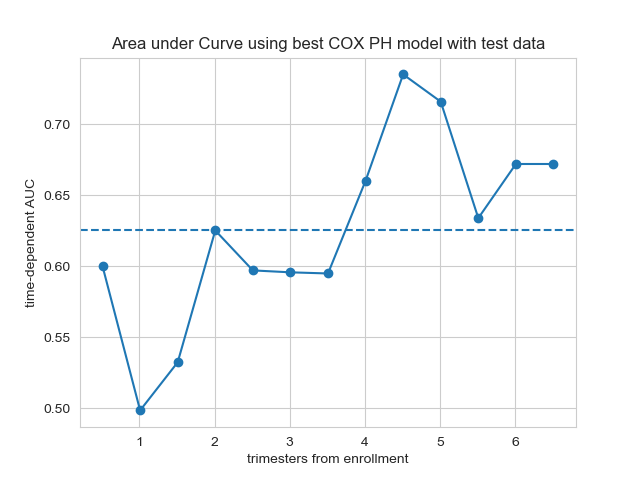 Area under Curve using best COX PH model with test data
time-dependent AUC
0.70
0.65
0.60
0.55
0.50
1 2 3 4 5 6
trimesters from enrollment